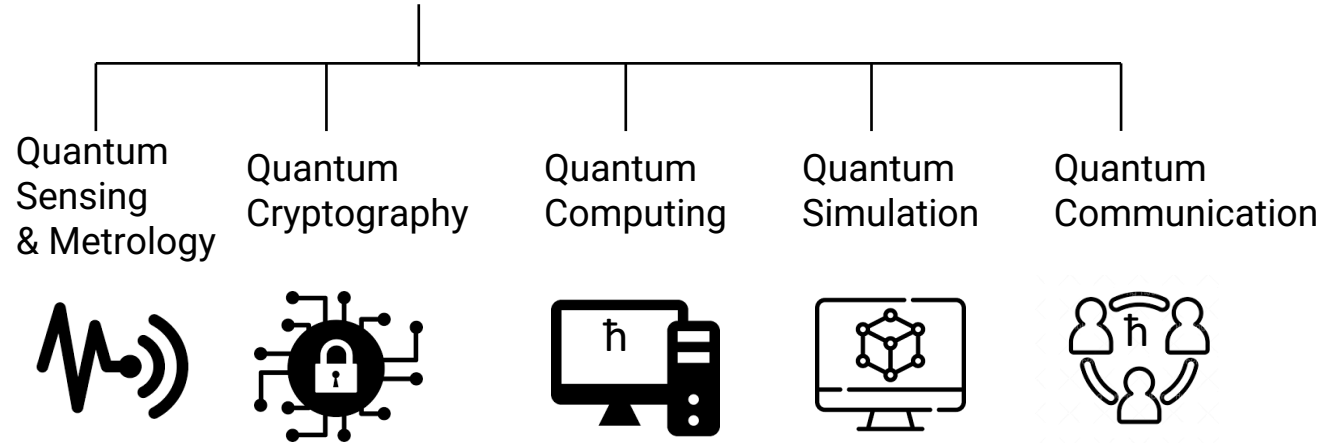 Quantum
Sensing
& Metrology
Quantum
Cryptography
Quantum
Computing
Quantum
Simulation
Quantum
Communication
ħ
ħ